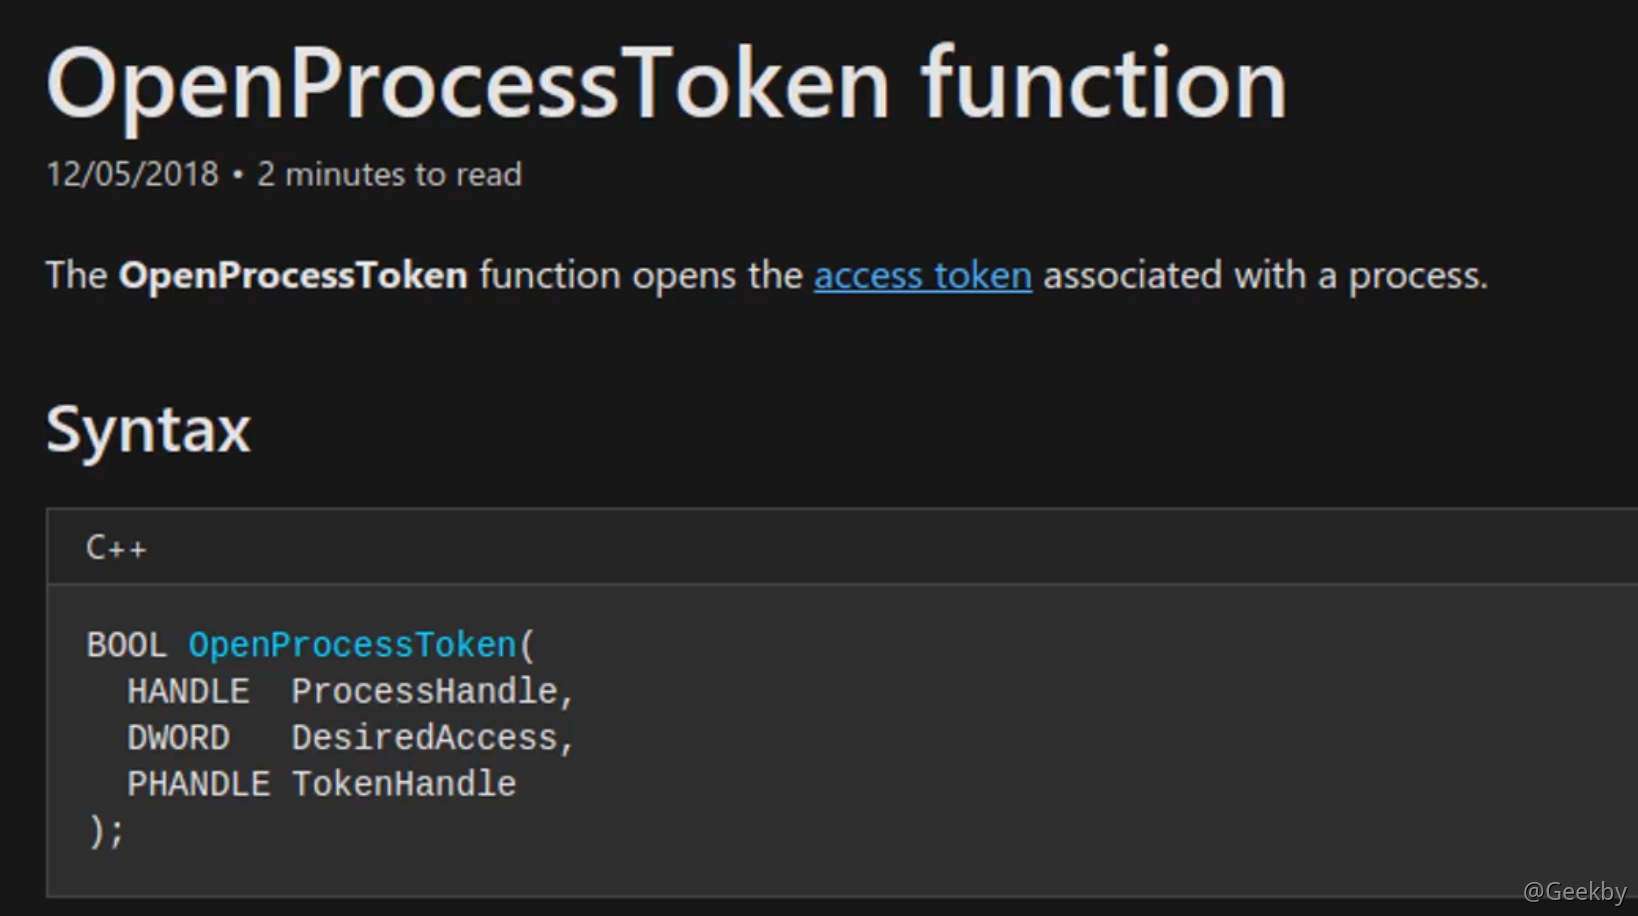 OpenProcessToken function
12/05/2018 • 2 minutes to read
The OpenProcessToken function opens the access token associated with a process.
Syntax
C++
BOOL OpenProcessToken(
  HANDLE  ProcessHandle,
  DWORD   DesiredAccess,
  PHANDLE TokenHandle
);
@Geekby